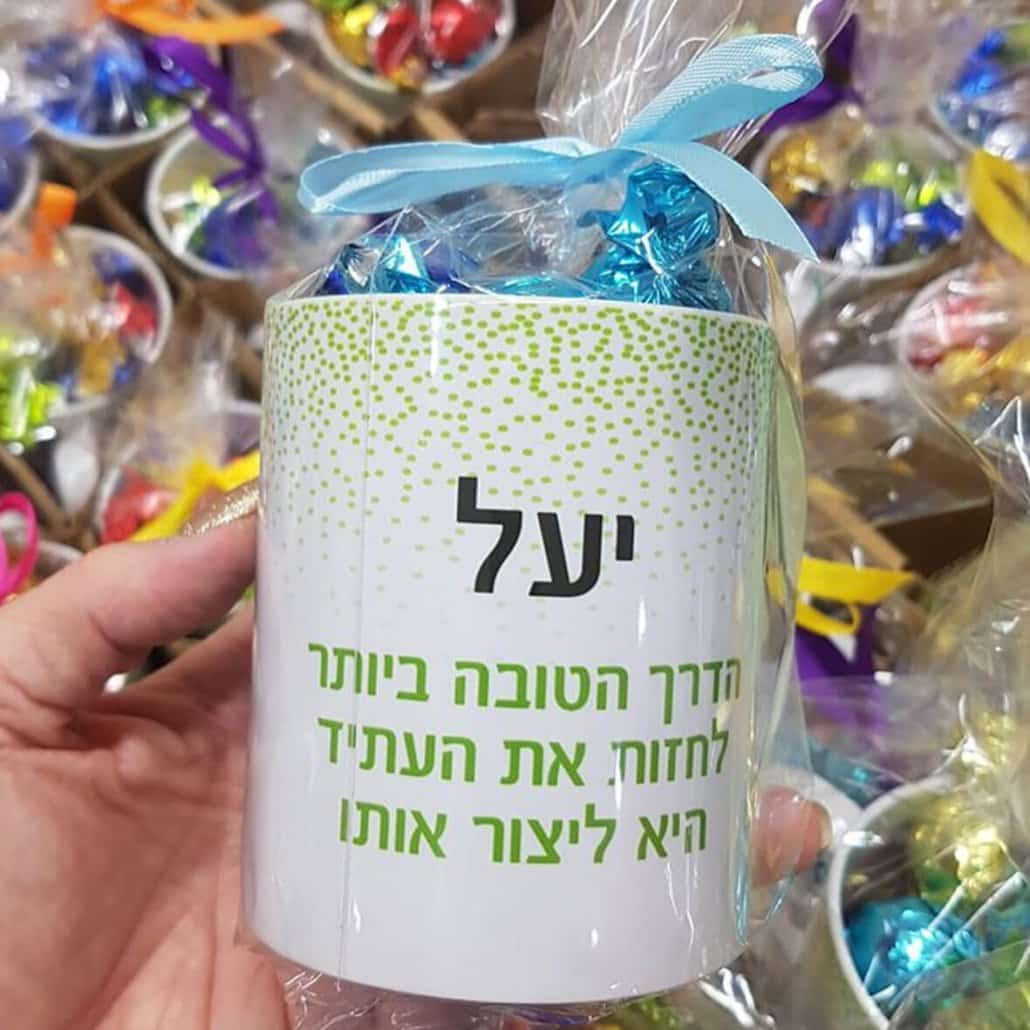 יעל
הדרך הטובה ביותר
לחזות את העתיד
היא ליצור אותו